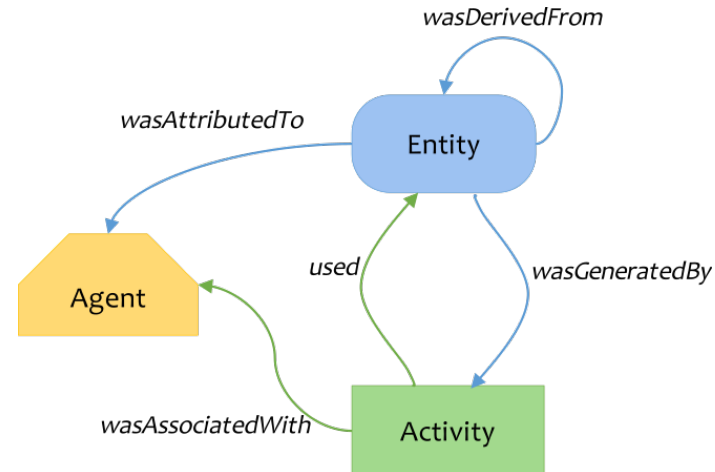 wasDerivedFrom
wasAttributedTo
Entity
used
wasGeneratedBy
Agent
wasAssociatedWith
Activity